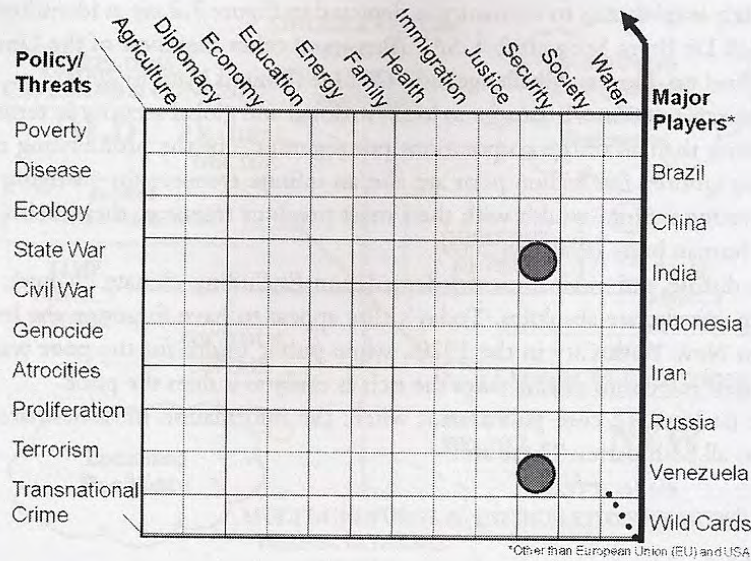 Policy/
Threats
Agriculture
Diplomacy
Economy
Education
Energy
Family
Health
Immigration
Justice
Security
Society
Water
Major
Players*
Poverty
Disease
Ecology
State War
Civil War
Genocide
Atrocities
Proliferation
Terrorism
Transnational
Crime
Brazil
China
India
Indonesia
Iran
Russia
Venezuela
Wild Cards
*Other than European Union (EU) and USA